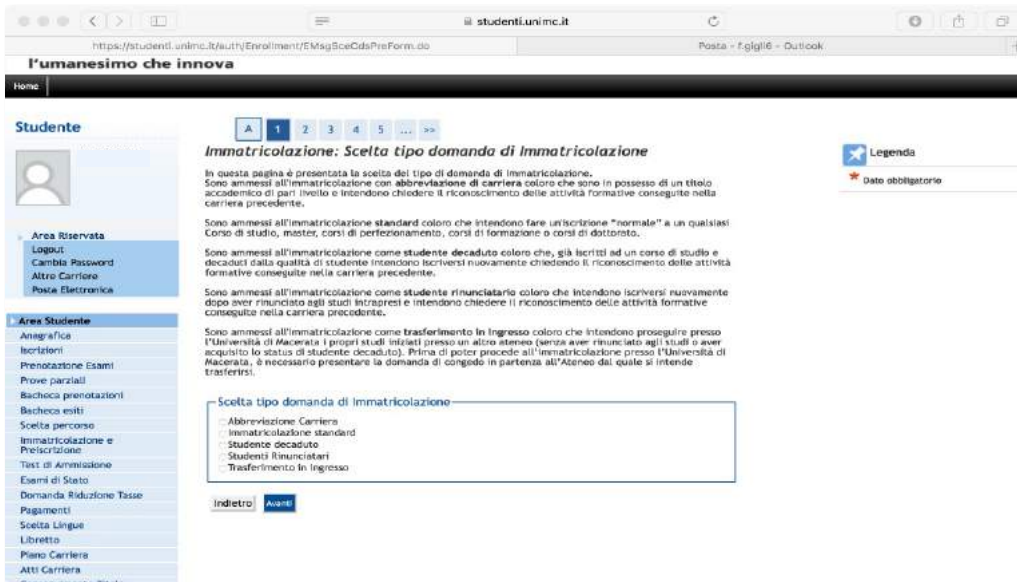 studenti.unimc.it
https://studenti.unimc.it/auth/Enrollment/EMsgSceCdsPreForm.do
Posta - f.gigli6 - Outlook
l'umanesimo che innova
Home
Studente
Area Riservata
Logout
Cambia Password
Altre Carriere
Posta Elettronica
Area Studente
Anagrafica
Iscrizioni
Prenotazione Esami
Prove parziali
Bacheca prenotazioni
Bacheca esiti
Scelta percorso
Immatricolazione e
Preiscrizione
Test di Ammissione
Esami di Stato
Domanda Riduzione Tasse
Pagamenti
Scelta Lingue
Libretto
Piano Carriera
Atti Carriera
A 1 2 3 4 5 ... >>
Immatricolazione: Scelta tipo domanda di Immatricolazione
In questa pagina è presentata la scelta del tipo di domanda di Immatricolazione.
Sono ammessi all'immatricolazione con abbreviazione di carriera coloro che sono in possesso di un titolo
accademico di pari livello e intendono chiedere il riconoscimento delle attività formative conseguite nella
carriera precedente.
Sono ammessi all'immatricolazione standard coloro che intendono fare un'iscrizione "normale" a un qualsiasi
Corso di studio, master, corsi di perfezionamento, corsi di formazione o corsi di dottorato.
Sono ammessi all'immatricolazione come studente decaduto coloro che, già iscritti ad un corso di studio e
decaduti dalla qualità di studente intendono iscriversi nuovamente chiedendo il riconoscimento delle attività
formative conseguite nella carriera precedente.
Sono ammessi all'immatricolazione come studente rinunciatario coloro che intendono iscriversi nuovamente
dopo aver rinunciato agli studi intrapresi e intendono chiedere il riconoscimento delle attività formative
conseguite nella carriera precedente.
Sono ammessi all'immatricolazione come trasferimento in ingresso coloro che intendono proseguire presso
l'Università di Macerata i propri studi iniziati presso un altro ateneo (senza aver rinunciato agli studi o aver
acquisito lo status di studente decaduto). Prima di poter procede all'immatricolazione presso l'Università di
Macerata, è necessario presentare la domanda di congedo in partenza all'Ateneo dal quale si intende
trasferirsi.
Scelta tipo domanda di Immatricolazione
Abbreviazione Carriera
Immatricolazione standard
Studente decaduto
Studenti Rinunciatari
Trasferimento in Ingresso
Indietro Avanti
Legenda
* Dato obbligatorio